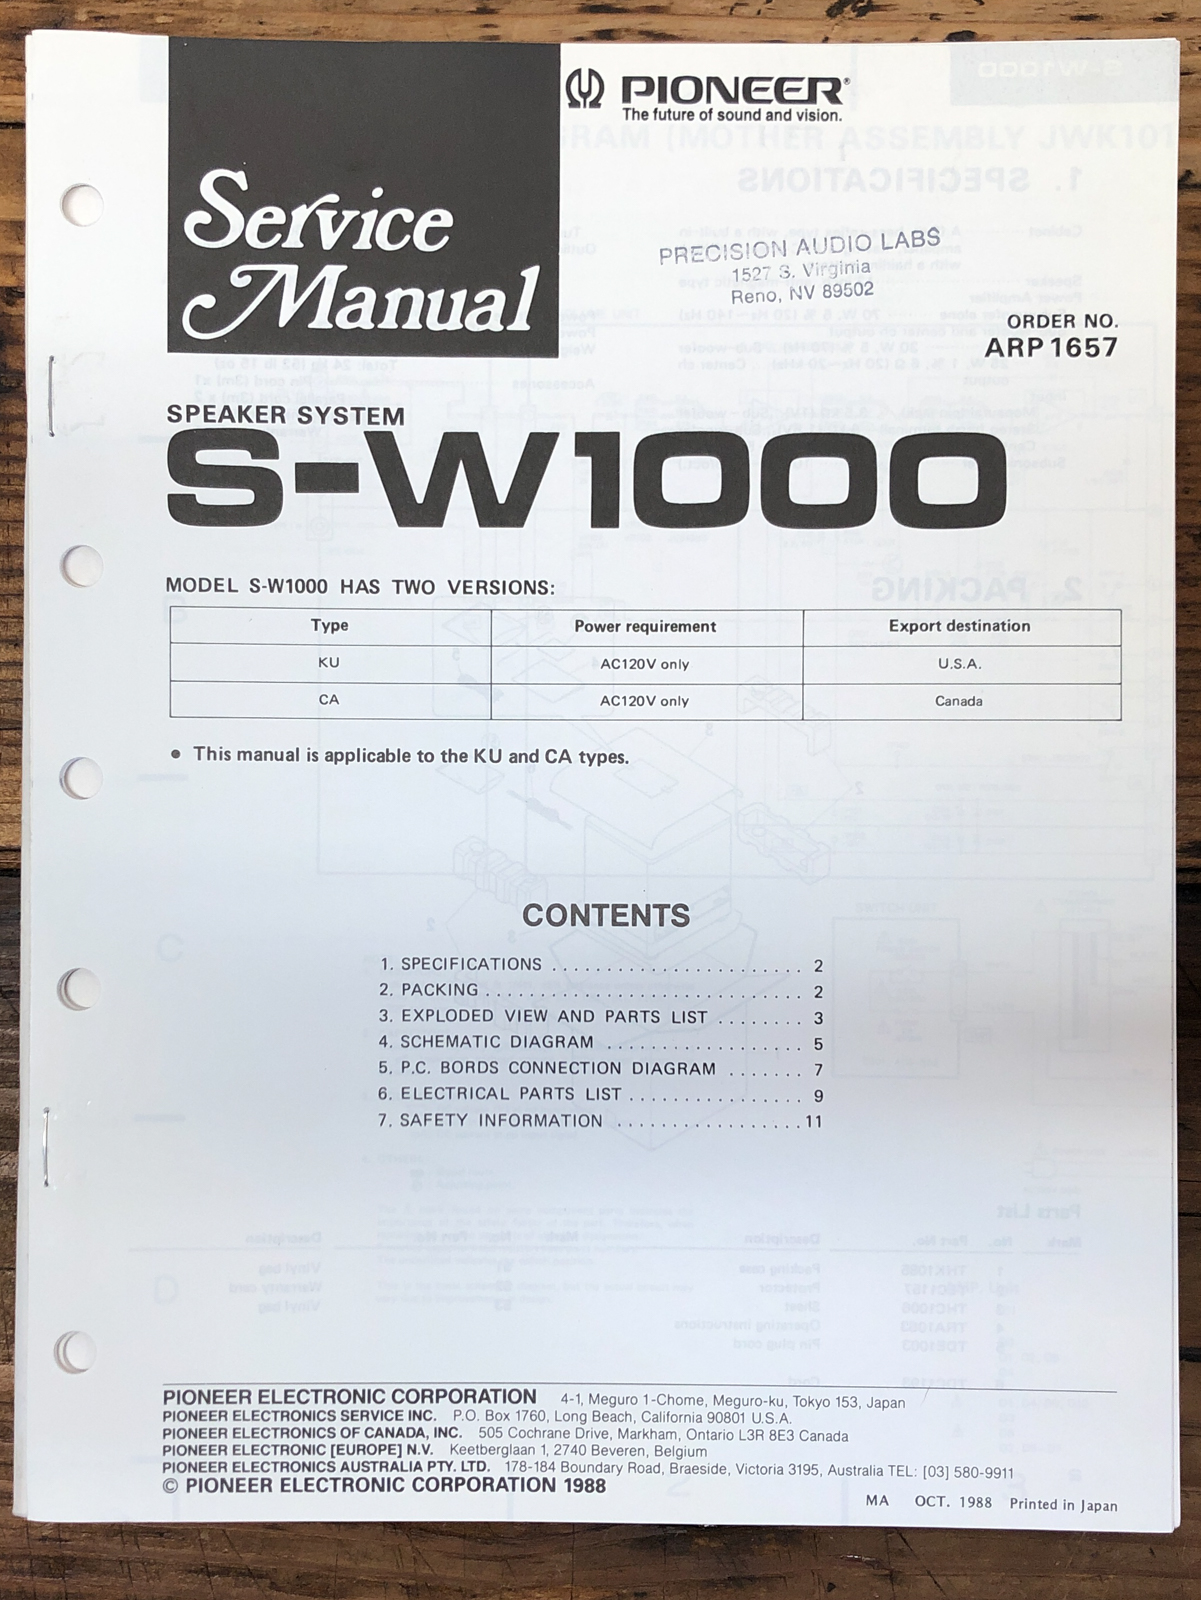 PIONEER®
The future of sound and vision.
Service
Manual
PRECISION AUDIO LABS
1527 S. Virginia
Reno, NV 89502
ORDER NO.
ARP1657
SPEAKER SYSTEM
S-W1000
MODEL S-W1000 HAS TWO VERSIONS:
Type Power requirement Export destination
KU AC120V only U.S.A.
CA AC120V only Canada
● This manual is applicable to the KU and CA types.
CONTENTS
1. SPECIFICATIONS ....................... 2
2. PACKING ............................. 2
3. EXPLODED VIEW AND PARTS LIST ........ 3
4. SCHEMATIC DIAGRAM .................. 5
5. P.C. BORDS CONNECTION DIAGRAM ....... 7
6. ELECTRICAL PARTS LIST ................ 9
7. SAFETY INFORMATION ................. 11
PIONEER ELECTRONIC CORPORATION 4-1, Meguro 1-Chome, Meguro-ku, Tokyo 153, Japan
PIONEER ELECTRONICS SERVICE INC. P.O. Box 1760, Long Beach, California 90801 U.S.A.
PIONEER ELECTRONICS OF CANADA, INC. 505 Cochrane Drive, Markham, Ontario L3R 8E3 Canada
PIONEER ELECTRONIC [EUROPE] N.V. Keetberglaan 1, 2740 Beveren, Belgium
PIONEER ELECTRONICS AUSTRALIA PTY. LTD. 178-184 Boundary Road, Braeside, Victoria 3195, Australia TEL: [03] 580-9911
© PIONEER ELECTRONIC CORPORATION 1988
MA OCT. 1988 Printed in Japan